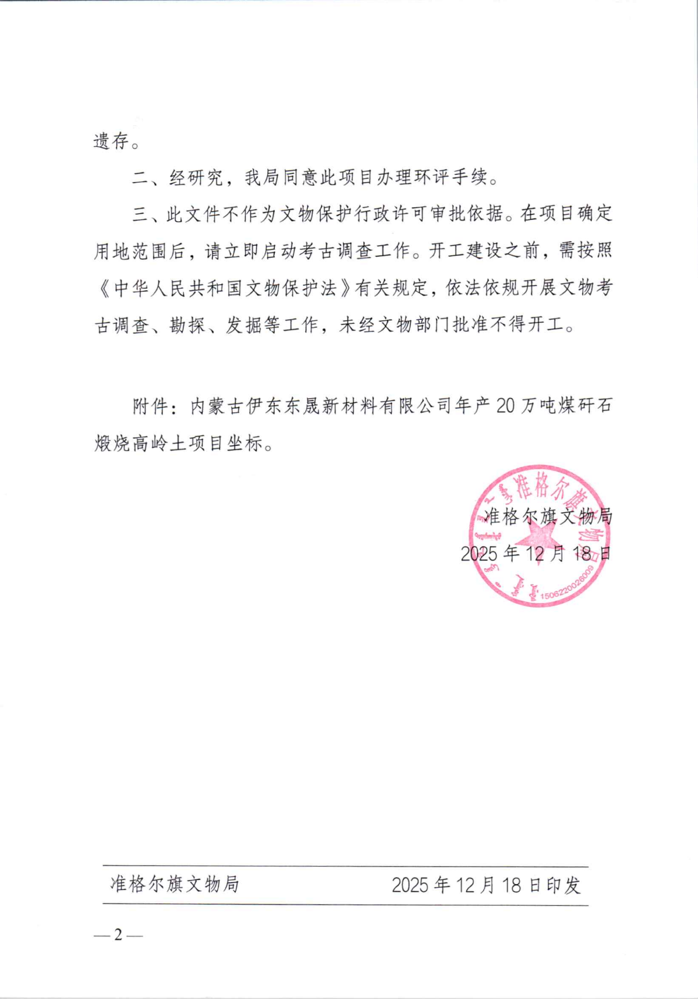 遗存。
二、经研究，我局同意此项目办理环评手续。
三、此文件不作为文物保护行政许可审批依据。在项目确定
用地范围后，请立即启动考古调查工作。开工建设之前，需按照
《中华人民共和国文物保护法》有关规定，依法依规开展文物考
古调查、勘探、发掘等工作，未经文物部门批准不得开工。
附件：内蒙古伊东东晟新材料有限公司年产 20 万吨煤矸石
煅烧高岭土项目坐标。
准格尔旗文物局
准格尔旗文物局
2025 年 12 月 18 日
1506220026009
准格尔旗文物局 2025 年 12 月 18 日印发
— 2 —